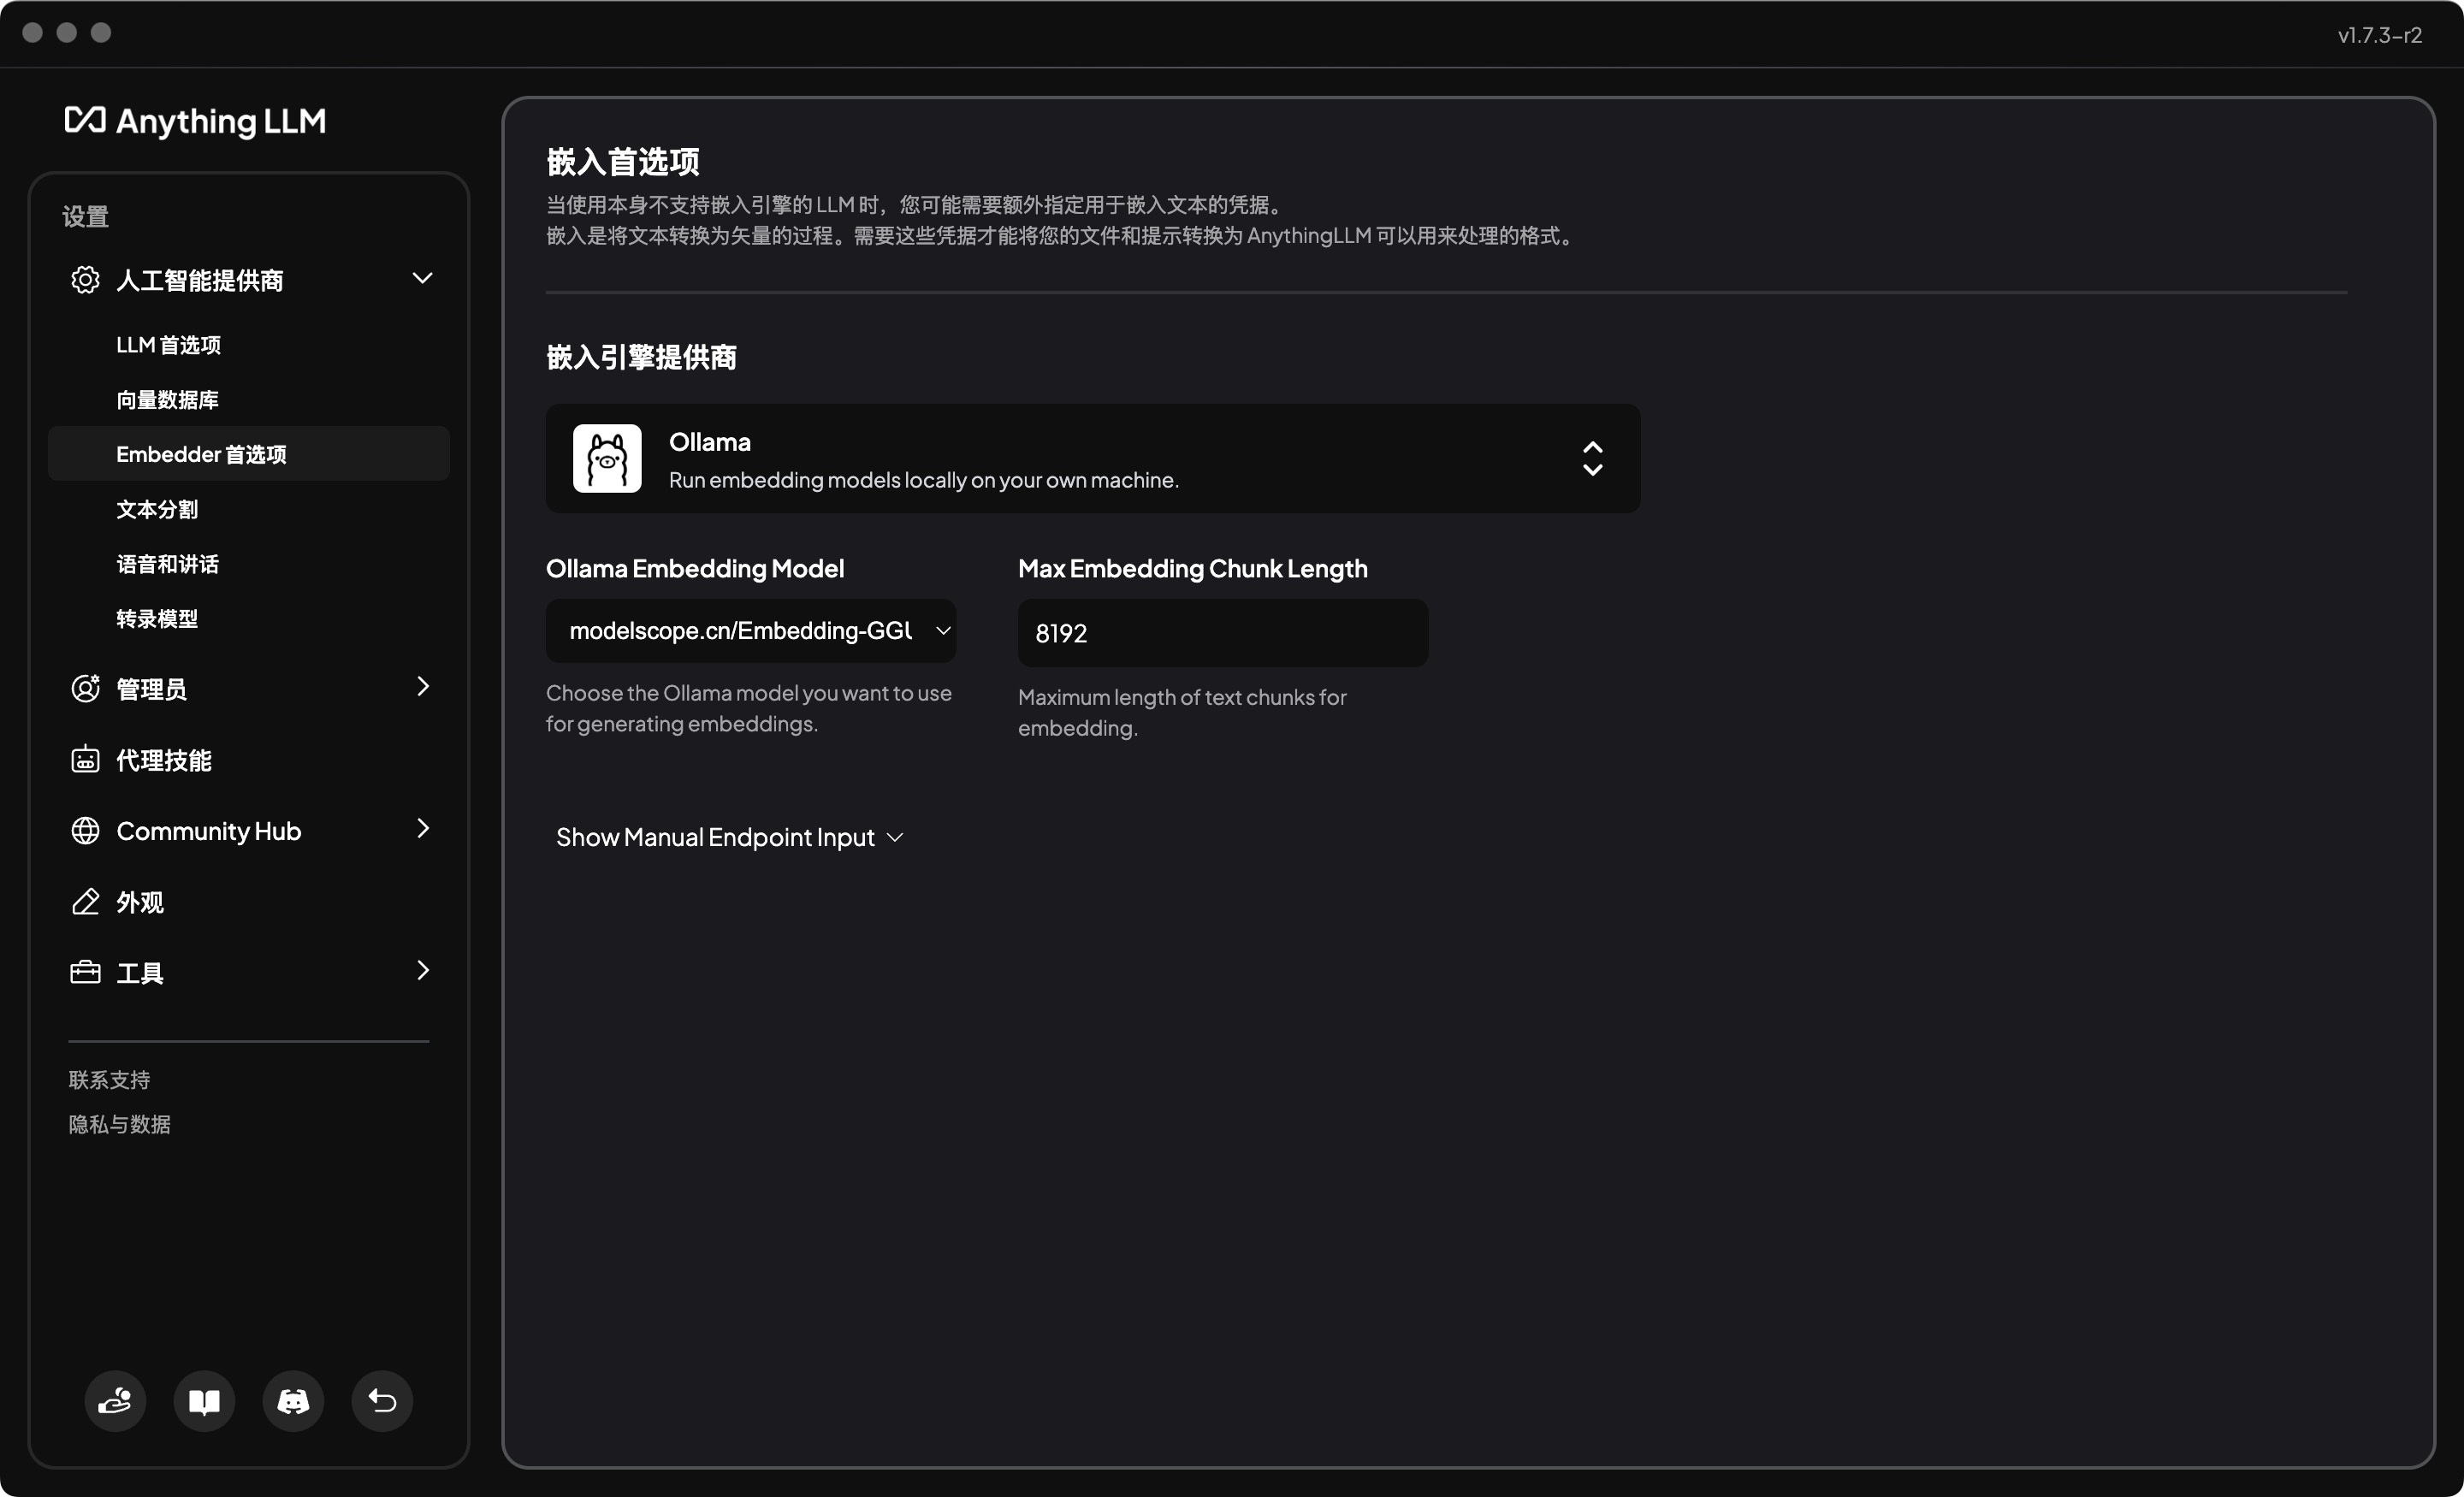 v1.7.3-r2
Anything LLM
设置
人工智能提供商
LLM 首选项
向量数据库
Embedder 首选项
文本分割
语音和讲话
转录模型
管理员
代理技能
Community Hub
外观
工具
联系支持
隐私与数据
嵌入首选项
当使用本身不支持嵌入引擎的 LLM 时，您可能需要额外指定用于嵌入文本的凭据。
嵌入是将文本转换为矢量的过程。需要这些凭据才能将您的文件和提示转换为 AnythingLLM 可以用来处理的格式。
嵌入引擎提供商
Ollama
Run embedding models locally on your own machine.
Ollama Embedding Model
modelscope.cn/Embedding-GGU
Choose the Ollama model you want to use
for generating embeddings.
Max Embedding Chunk Length
8192
Maximum length of text chunks for
embedding.
Show Manual Endpoint Input